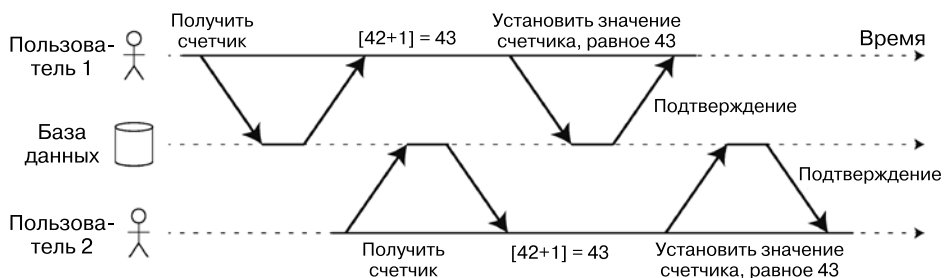 Получить
счетчик
Установить значение
счетчика, равное 43
[42+1] = 43
Пользова-
тель 1
Время
Подтверждение
База
данных
Подтверждение
Пользова-
тель 2
Получить
счетчик
[42+1] = 43
Установить значение
счетчика, равное 43